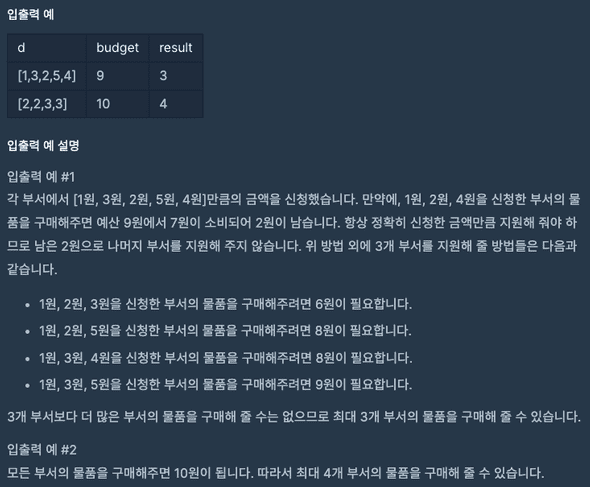 입출력 예
d budget result
[1,3,2,5,4] 9 3
[2,2,3,3] 10 4
입출력 예 설명
입출력 예 #1
각 부서에서 [1원, 3원, 2원, 5원, 4원]만큼의 금액을 신청했습니다. 만약에, 1원, 2원, 4원을 신청한 부서의 물
품을 구매해주면 예산 9원에서 7원이 소비되어 2원이 남습니다. 항상 정확히 신청한 금액만큼 지원해 줘야 하
므로 남은 2원으로 나머지 부서를 지원해 주지 않습니다. 위 방법 외에 3개 부서를 지원해 줄 방법들은 다음과
같습니다.
• 1원, 2원, 3원을 신청한 부서의 물품을 구매해주려면 6원이 필요합니다.
• 1원, 2원, 5원을 신청한 부서의 물품을 구매해주려면 8원이 필요합니다.
• 1원, 3원, 4원을 신청한 부서의 물품을 구매해주려면 8원이 필요합니다.
• 1원, 3원, 5원을 신청한 부서의 물품을 구매해주려면 9원이 필요합니다.
3개 부서보다 더 많은 부서의 물품을 구매해 줄 수는 없으므로 최대 3개 부서의 물품을 구매해 줄 수 있습니다.
입출력 예 #2
모든 부서의 물품을 구매해주면 10원이 됩니다. 따라서 최대 4개 부서의 물품을 구매해 줄 수 있습니다.